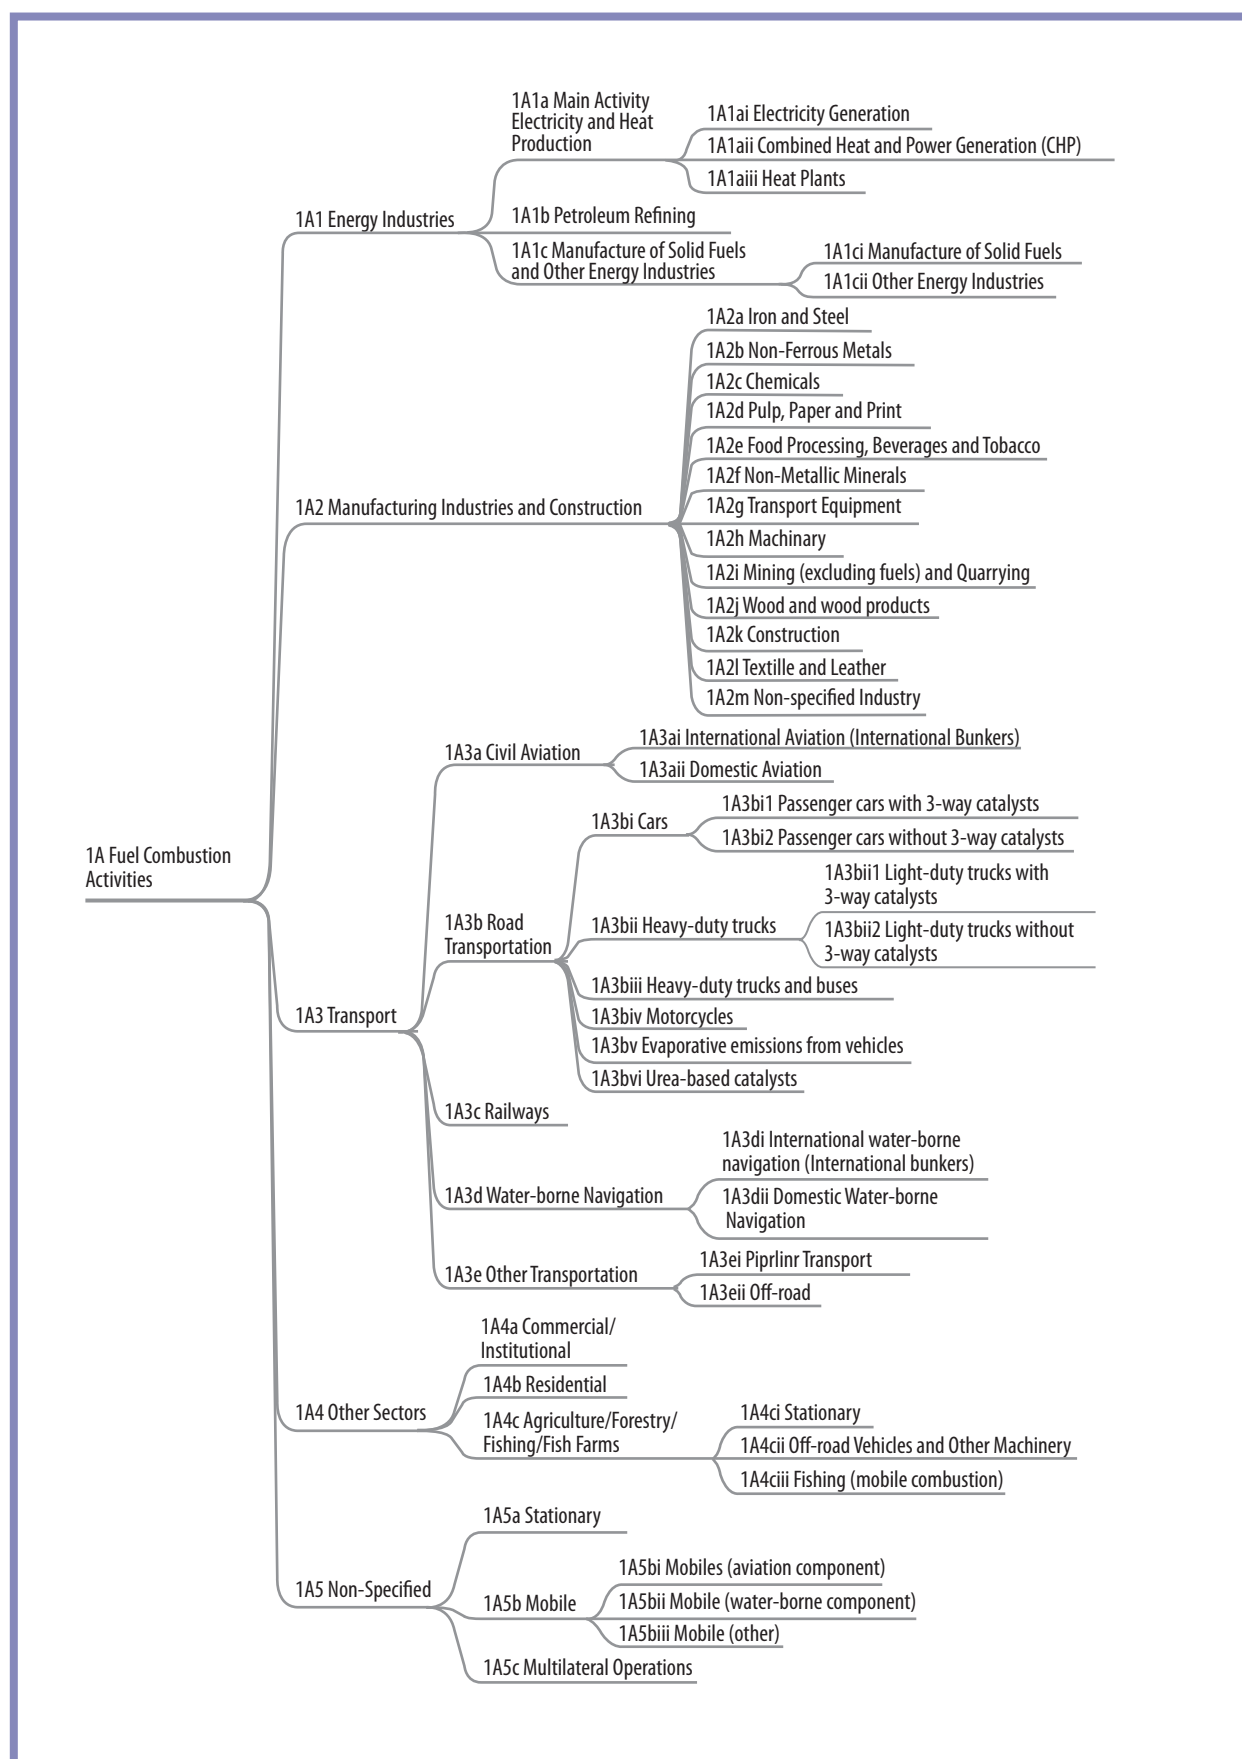 1A Fuel Combustion
Activities
1A1 Energy Industries
1A1a Main Activity
Electricity and Heat
Production
1A1ai Electricity Generation
1A1aii Combined Heat and Power Generation (CHP)
1A1aiii Heat Plants
1A1b Petroleum Refining
1A1c Manufacture of Solid Fuels
and Other Energy Industries
1A1ci Manufacture of Solid Fuels
1A1cii Other Energy Industries
1A2 Manufacturing Industries and Construction
1A2a Iron and Steel
1A2b Non-Ferrous Metals
1A2c Chemicals
1A2d Pulp, Paper and Print
1A2e Food Processing, Beverages and Tobacco
1A2f Non-Metallic Minerals
1A2g Transport Equipment
1A2h Machinary
1A2i Mining (excluding fuels) and Quarrying
1A2j Wood and wood products
1A2k Construction
1A2l Textille and Leather
1A2m Non-specified Industry
1A3 Transport
1A3a Civil Aviation
1A3ai International Aviation (International Bunkers)
1A3aii Domestic Aviation
1A3b Road
Transportation
1A3bi Cars
1A3bi1 Passenger cars with 3-way catalysts
1A3bi2 Passenger cars without 3-way catalysts
1A3bii Heavy-duty trucks
1A3bii1 Light-duty trucks with
3-way catalysts
1A3bii2 Light-duty trucks without
3-way catalysts
1A3biii Heavy-duty trucks and buses
1A3biv Motorcycles
1A3bv Evaporative emissions from vehicles
1A3bvi Urea-based catalysts
1A3c Railways
1A3d Water-borne Navigation
1A3di International water-borne
navigation (International bunkers)
1A3dii Domestic Water-borne
Navigation
1A3e Other Transportation
1A3ei Piprlinr Transport
1A3eii Off-road
1A4 Other Sectors
1A4a Commercial/
Institutional
1A4b Residential
1A4c Agriculture/Forestry/
Fishing/Fish Farms
1A4ci Stationary
1A4cii Off-road Vehicles and Other Machinery
1A4ciii Fishing (mobile combustion)
1A5 Non-Specified
1A5a Stationary
1A5b Mobile
1A5bi Mobiles (aviation component)
1A5bii Mobile (water-borne component)
1A5biii Mobile (other)
1A5c Multilateral Operations